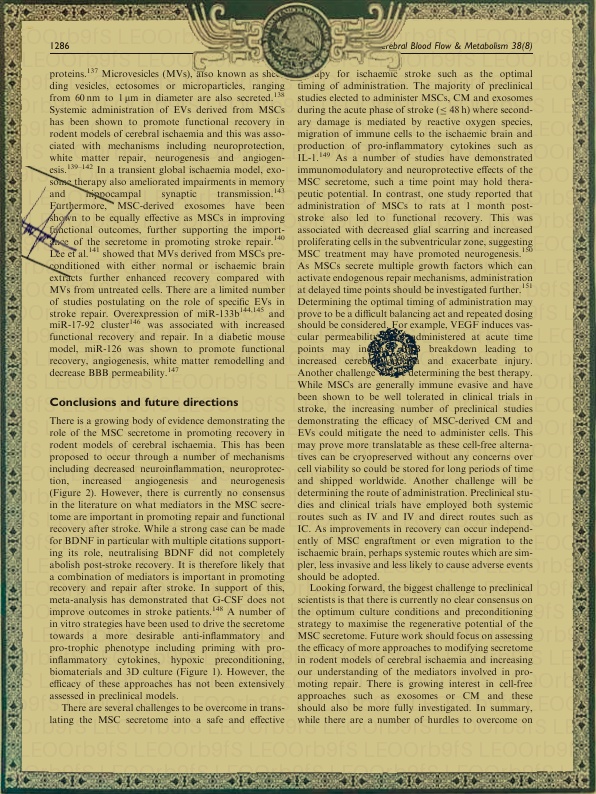 1286
erebral Blood Flow & Metabolism 38(8)
proteins.137 Microvesicles (MVs), also known as shed-
ding vesicles, ectosomes or microparticles, ranging
from 60 nm to 1 µm in diameter are also secreted.138
Systemic administration of EVs derived from MSCs
has been shown to promote functional recovery in
rodent models of cerebral ischaemia and this was asso-
ciated with mechanisms including neuroprotection,
white matter repair, neurogenesis and angiogen-
esis.139–142 In a transient global ischaemia model, exo-
some therapy also ameliorated impairments in memory
and hippocampal synaptic transmission.143
Furthermore, MSC-derived exosomes have been
shown to be equally effective as MSCs in improving
functional outcomes, further supporting the import-
ance of the secretome in promoting stroke repair.140
Lee et al.141 showed that MVs derived from MSCs pre-
conditioned with either normal or ischaemic brain
extracts further enhanced recovery compared with
MVs from untreated cells. There are a limited number
of studies postulating on the role of specific EVs in
stroke repair. Overexpression of miR-133b144,145 and
miR-17-92 cluster146 was associated with increased
functional recovery and repair. In a diabetic mouse
model, miR-126 was shown to promote functional
recovery, angiogenesis, white matter remodelling and
decrease BBB permeability.147
Conclusions and future directions
There is a growing body of evidence demonstrating the
role of the MSC secretome in promoting recovery in
rodent models of cerebral ischaemia. This has been
proposed to occur through a number of mechanisms
including decreased neuroinflammation, neuroprotec-
tion, increased angiogenesis and neurogenesis
(Figure 2). However, there is currently no consensus
in the literature on what mediators in the MSC secre-
tome are important in promoting repair and functional
recovery after stroke. While a strong case can be made
for BDNF in particular with multiple citations support-
ing its role, neutralising BDNF did not completely
abolish post-stroke recovery. It is therefore likely that
a combination of mediators is important in promoting
recovery and repair after stroke. In support of this,
meta-analysis has demonstrated that G-CSF does not
improve outcomes in stroke patients.148 A number of
in vitro strategies have been used to drive the secretome
towards a more desirable anti-inflammatory and
pro-trophic phenotype including priming with pro-
inflammatory cytokines, hypoxic preconditioning,
biomaterials and 3D culture (Figure 1). However, the
efficacy of these approaches has not been extensively
assessed in preclinical models.
There are several challenges to be overcome in trans-
lating the MSC secretome into a safe and effective
apy for ischaemic stroke such as the optimal
timing of administration. The majority of preclinical
studies elected to administer MSCs, CM and exosomes
during the acute phase of stroke (≤ 48 h) where second-
ary damage is mediated by reactive oxygen species,
migration of immune cells to the ischaemic brain and
production of pro-inflammatory cytokines such as
IL-1.149 As a number of studies have demonstrated
immunomodulatory and neuroprotective effects of the
MSC secretome, such a time point may hold thera-
peutic potential. In contrast, one study reported that
administration of MSCs to rats at 1 month post-
stroke also led to functional recovery. This was
associated with decreased glial scarring and increased
proliferating cells in the subventricular zone, suggesting
MSC treatment may have promoted neurogenesis.150
As MSCs secrete multiple growth factors which can
activate endogenous repair mechanisms, administration
at delayed time points should be investigated further.151
Determining the optimal timing of administration may
prove to be a difficult balancing act and repeated dosing
should be considered. For example, VEGF induces vas-
cular permeability administered at acute time
points may in breakdown leading to
increased cerebr and exacerbate injury.
Another challenge determining the best therapy.
While MSCs are generally immune evasive and have
been shown to be well tolerated in clinical trials in
stroke, the increasing number of preclinical studies
demonstrating the efficacy of MSC-derived CM and
EVs could mitigate the need to administer cells. This
may prove more translatable as these cell-free alterna-
tives can be cryopreserved without any concerns over
cell viability so could be stored for long periods of time
and shipped worldwide. Another challenge will be
determining the route of administration. Preclinical stu-
dies and clinical trials have employed both systemic
routes such as IV and IV and direct routes such as
IC. As improvements in recovery can occur independ-
ently of MSC engraftment or even migration to the
ischaemic brain, perhaps systemic routes which are sim-
pler, less invasive and less likely to cause adverse events
should be adopted.
Looking forward, the biggest challenge to preclinical
scientists is that there is currently no clear consensus on
the optimum culture conditions and preconditioning
strategy to maximise the regenerative potential of the
MSC secretome. Future work should focus on assessing
the efficacy of more approaches to modifying secretome
in rodent models of cerebral ischaemia and increasing
our understanding of the mediators involved in pro-
moting repair. There is growing interest in cell-free
approaches such as exosomes or CM and these
should also be more fully investigated. In summary,
while there are a number of hurdles to overcome on